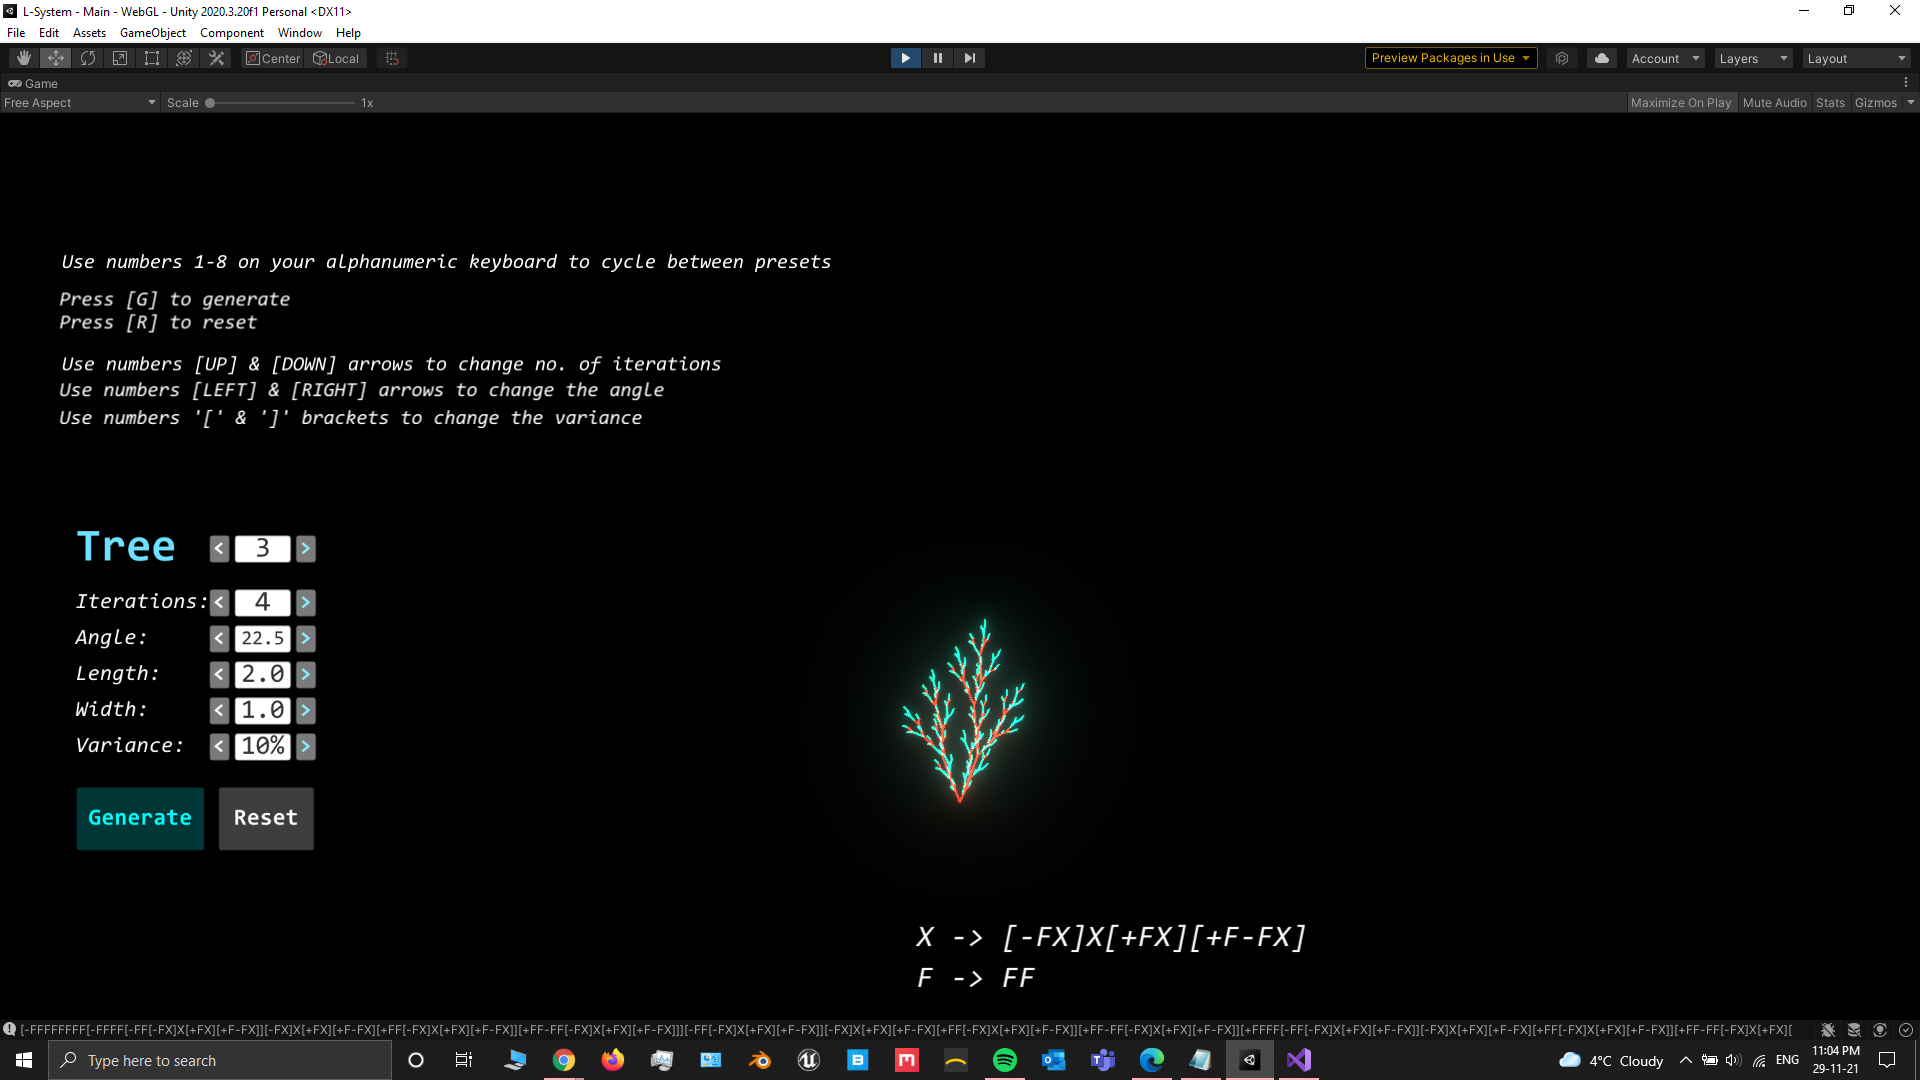 L-System - Main - WebGL - Unity 2020.3.20f1 Personal <DX11>
File Edit Assets GameObject Component Window Help
Center Local Preview Packages in Use Account Layers Layout
Game
Free Aspect Scale 1x Maximize On Play Mute Audio Stats Gizmos
Use numbers 1-8 on your alphanumeric keyboard to cycle between presets
Press [G] to generate
Press [R] to reset
Use numbers [UP] & [DOWN] arrows to change no. of iterations
Use numbers [LEFT] & [RIGHT] arrows to change the angle
Use numbers '[' & ']' brackets to change the variance
Tree < 3 >
Iterations: < 4 >
Angle: < 22.5 >
Length: < 2.0 >
Width: < 1.0 >
Variance: < 10% >
Generate Reset
X -> [-FX]X[+FX][+F-FX]
F -> FF
[-FFFFFFFF[-FFFF[-FF[-FX]X[+FX][+F-FX]][-FX]X[+FX][+F-FX][+FF[-FX]X[+FX][+F-FX]][+FF-FF[-FX]X[+FX][+F-FX]]][-FF[-FX]X[+FX][+F-FX]][-FX]X[+FX][+F-FX][+FF[-FX]X[+FX][+F-FX]][+FF-FF[-FX]X[+FX][+F-FX]][+FFFF[-FF[-FX]X[+FX][+F-FX]][-FX]X[+FX][+F-FX][+FF[-FX]X[+FX][+F-FX]][+FF-FF[-FX]X[+FX][
Type here to search 4°C Cloudy ENG 11:04 PM
29-11-21